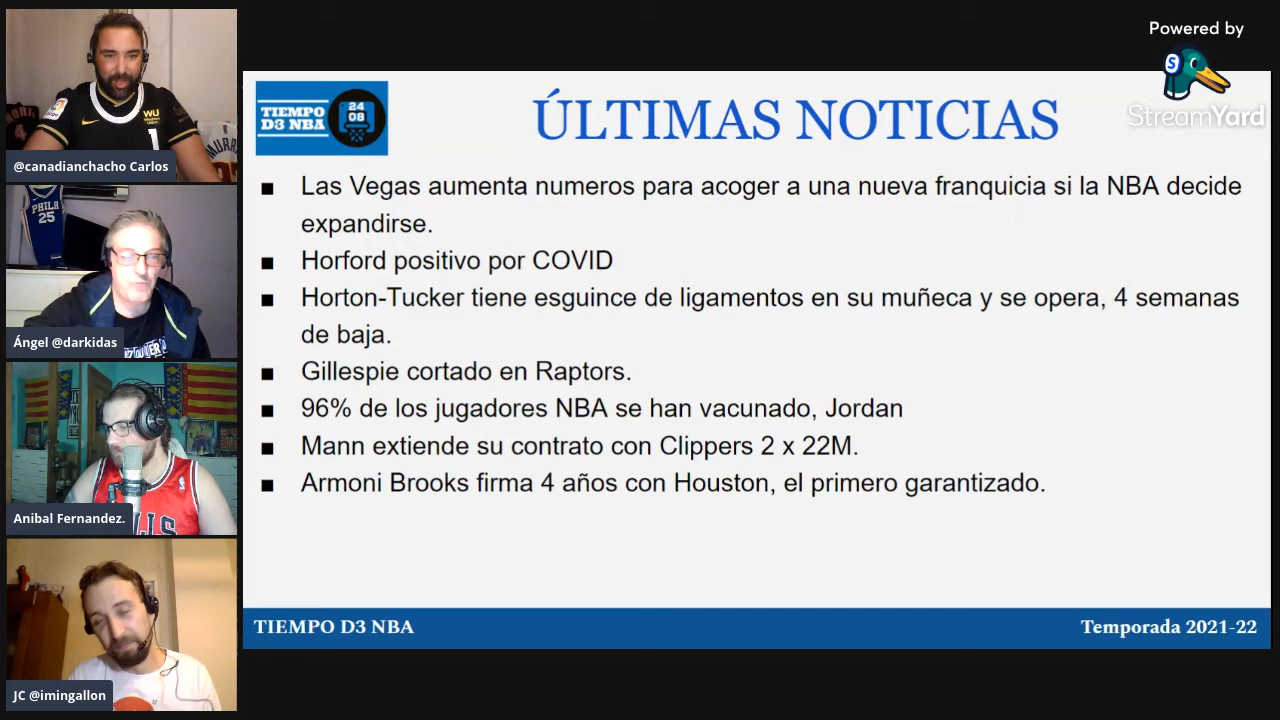 Powered by
StreamYard
TIEMPO
D3 NBA
24
08
ÚLTIMAS NOTICIAS
■ Las Vegas aumenta numeros para acoger a una nueva franquicia si la NBA decide
expandirse.
■ Horford positivo por COVID
■ Horton-Tucker tiene esguince de ligamentos en su muñeca y se opera, 4 semanas
de baja.
■ Gillespie cortado en Raptors.
■ 96% de los jugadores NBA se han vacunado, Jordan
■ Mann extiende su contrato con Clippers 2 x 22M.
■ Armoni Brooks firma 4 años con Houston, el primero garantizado.
TIEMPO D3 NBA
Temporada 2021-22
WU
1
@canadianchacho Carlos
PHILA
25
Ángel @darkidas
Anibal Fernandez.
JC @imingallon